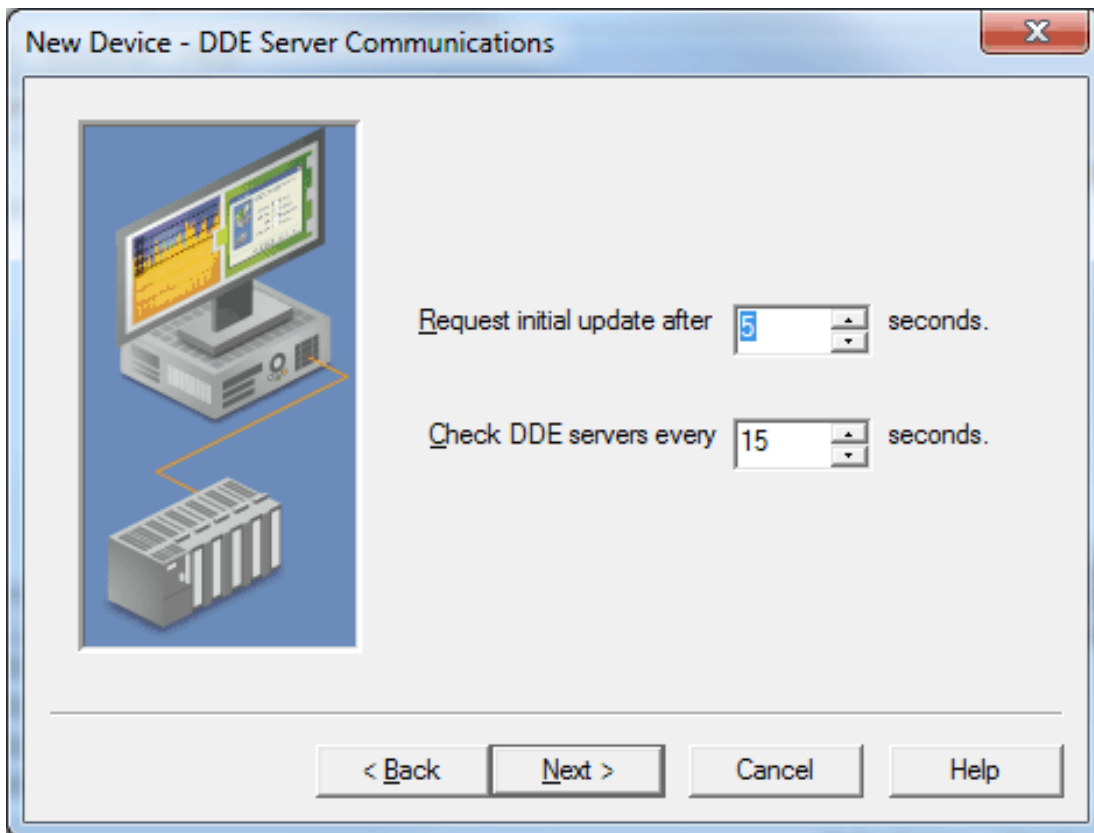 New Device - DDE Server Communications
Request initial update after 5 seconds.
Check DDE servers every 15 seconds.
< Back Next > Cancel Help